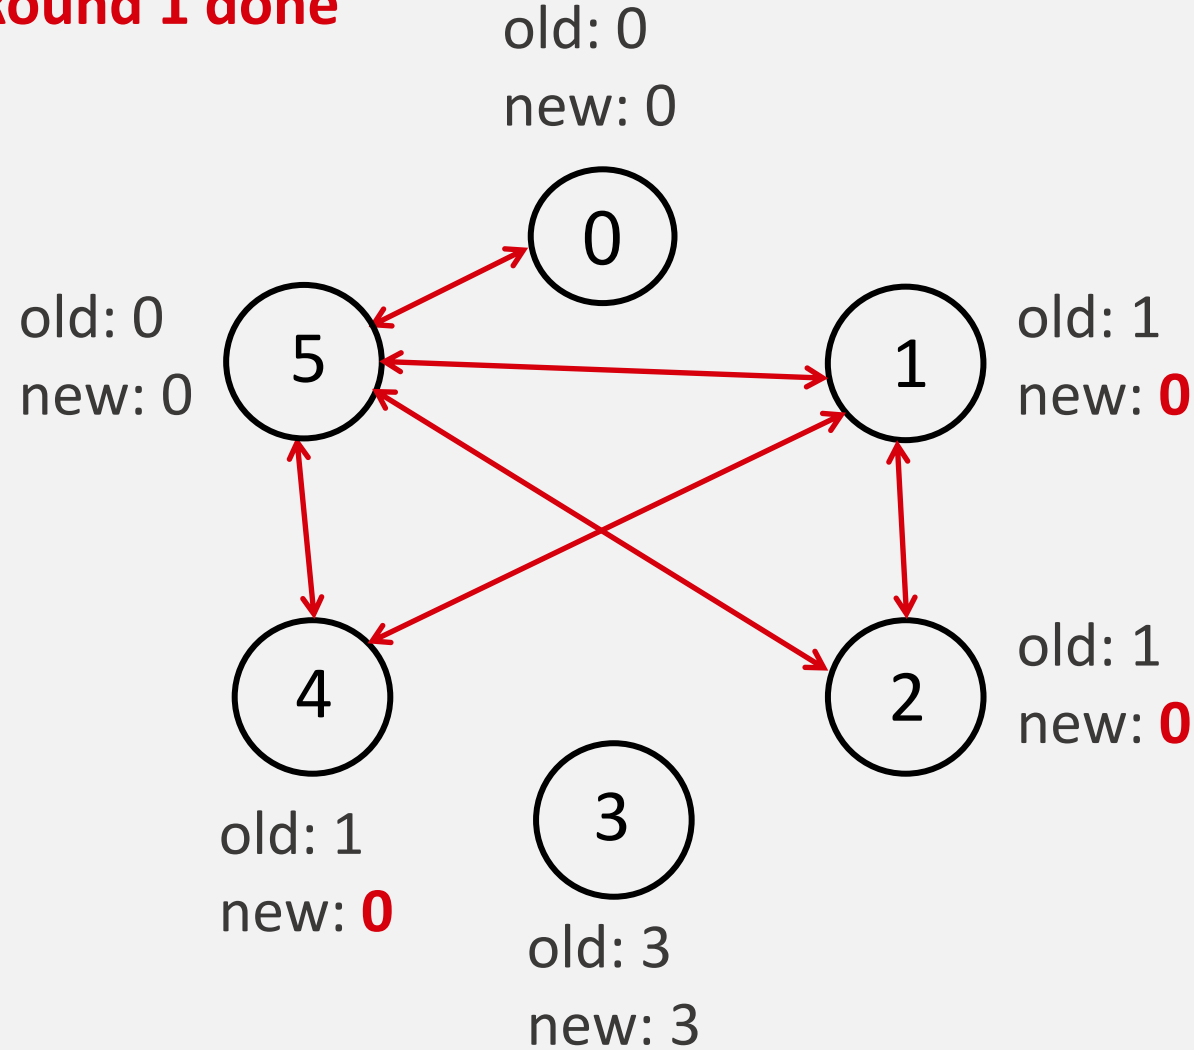 Round 1 done
old: 0
new: 0
0
old: 0
new: 0
5
1
old: 1
new: 0
4
2
old: 1
new: 0
3
old: 1
new: 0
old: 3
new: 3